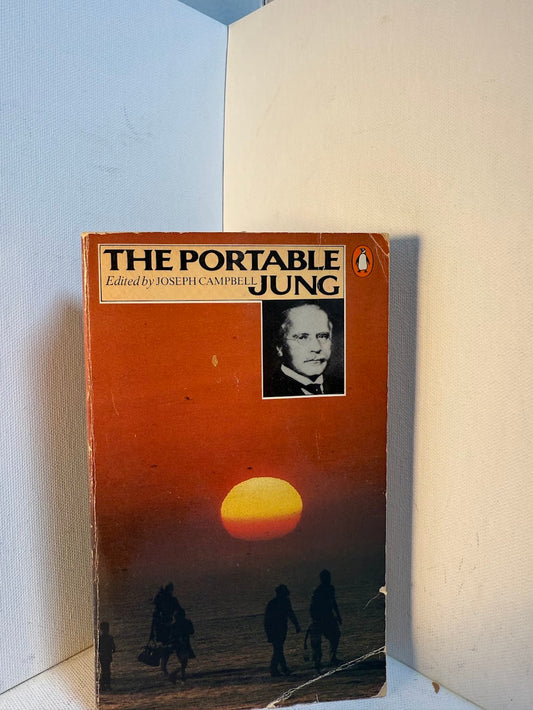 THE PORTABLE
Edited by JOSEPH CAMPBELL JUNG